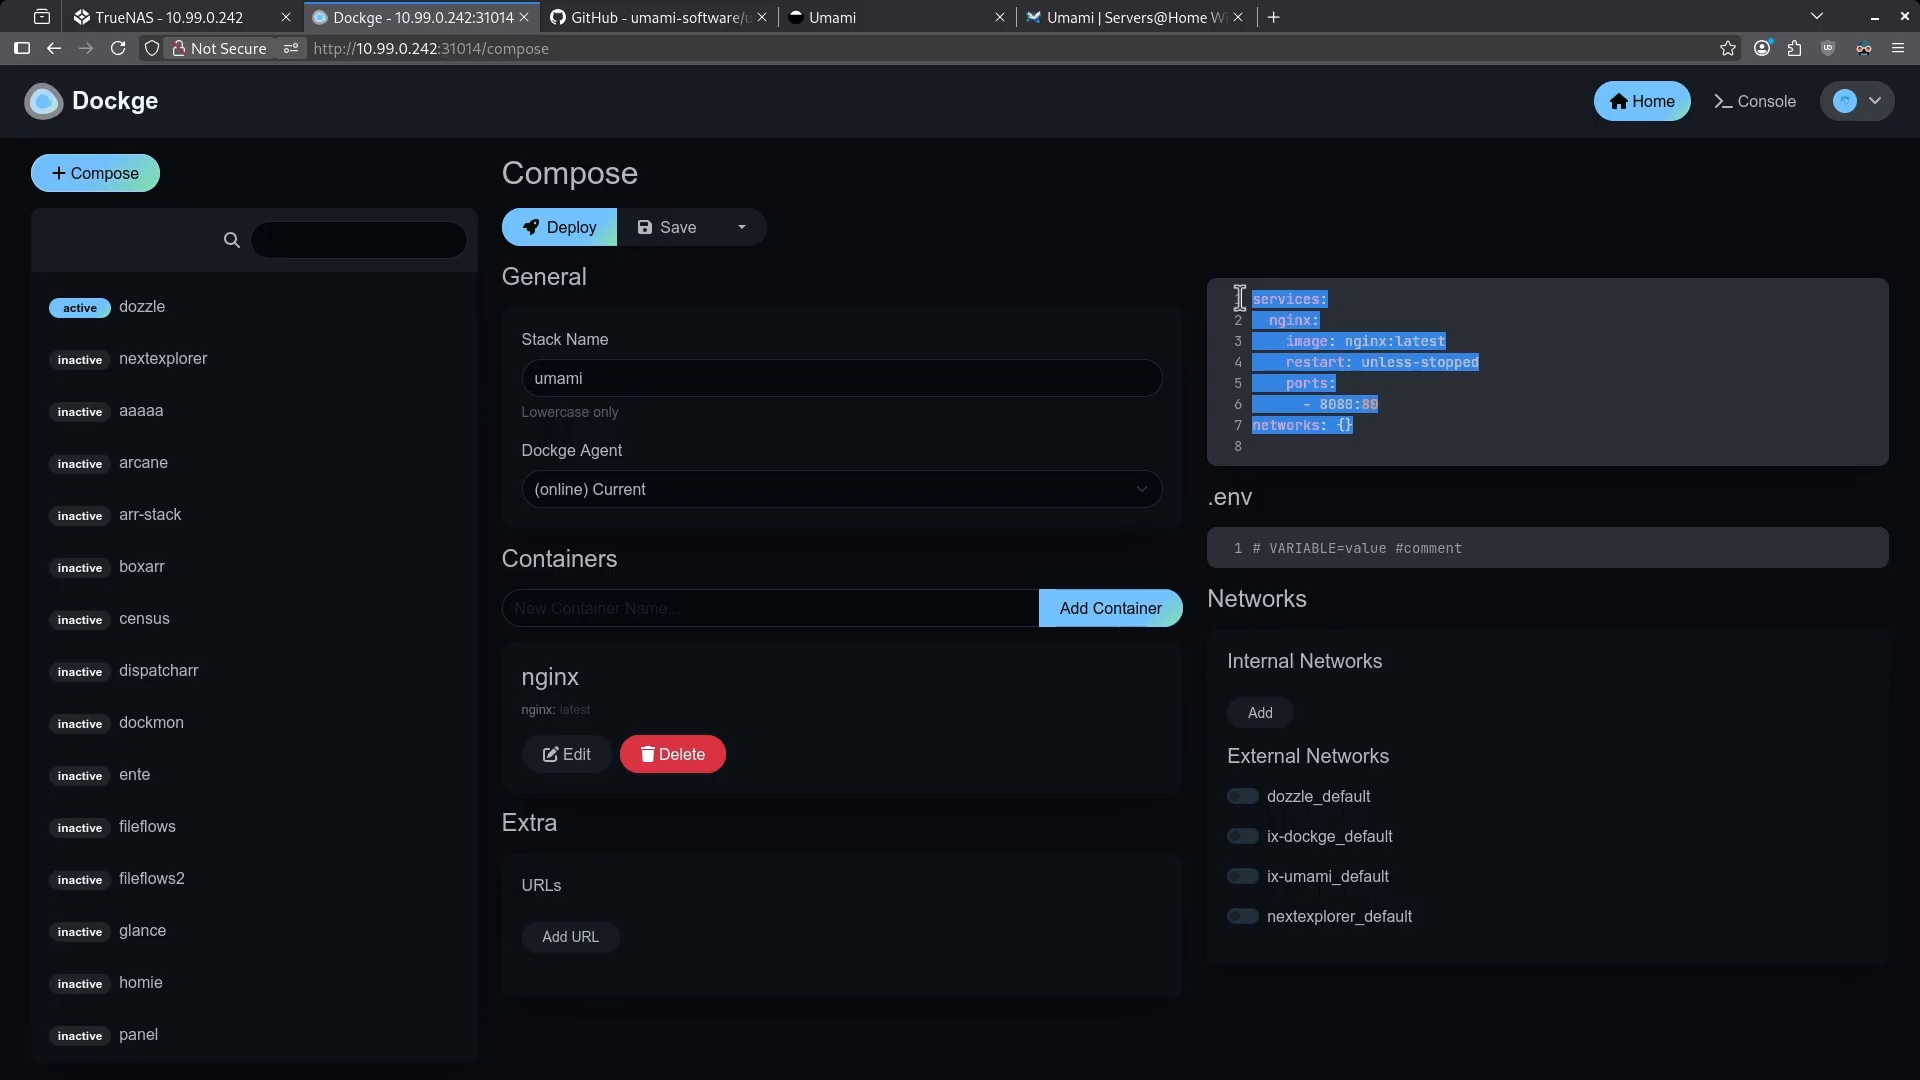 TrueNAS - 10.99.0.242
Dockge - 10.99.0.242:31014
GitHub - umami-software/u
Umami
Umami | Servers@Home Wi
Not Secure
http://10.99.0.242:31014/compose
Dockge
Home
Console
Compose
active dozzle
inactive nextexplorer
inactive aaaaa
inactive arcane
inactive arr-stack
inactive boxarr
inactive census
inactive dispatcharr
inactive dockmon
inactive ente
inactive fileflows
inactive fileflows2
inactive glance
inactive homie
inactive panel
Compose
Deploy
Save
General
Stack Name
umami
Lowercase only
Dockge Agent
(online) Current
Containers
New Container Name...
Add Container
nginx
nginx: latest
Edit
Delete
Extra
URLs
Add URL
1 services:
2 nginx:
3 image: nginx:latest
4 restart: unless-stopped
5 ports:
6 - 8080:80
7 networks: {}
8
.env
1 # VARIABLE=value #comment
Networks
Internal Networks
Add
External Networks
dozzle_default
ix-dockge_default
ix-umami_default
nextexplorer_default